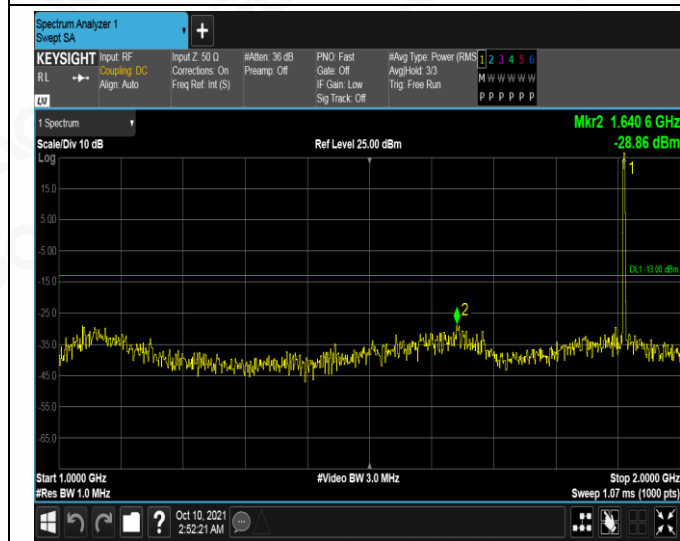 Spectrum Analyzer 1
Swept SA
+
KEYSIGHT
RL
LXI
Input: RF
Coupling: DC
Align: Auto
Input Z: 50 Ω
Corrections: On
Freq Ref: Int (S)
#Atten: 36 dB
Preamp: Off
PNO: Fast
Gate: Off
IF Gain: Low
Sig Track: Off
#Avg Type: Power (RMS
Avg|Hold: 3/3
Trig: Free Run
1 2 3 4 5 6
M W W W W W
P P P P P P
1 Spectrum
Mkr2 1.640 6 GHz
Scale/Div 10 dB
Ref Level 25.00 dBm
-28.86 dBm
Log
1
15.0
5.00
-5.00
DL1 -13.00 dBm
-15.0
-25.0
2
-35.0
-45.0
-55.0
-65.0
Start 1.0000 GHz
#Video BW 3.0 MHz
Stop 2.0000 GHz
#Res BW 1.0 MHz
Sweep 1.07 ms (1000 pts)
?
Oct 10, 2021
2:52:21 AM